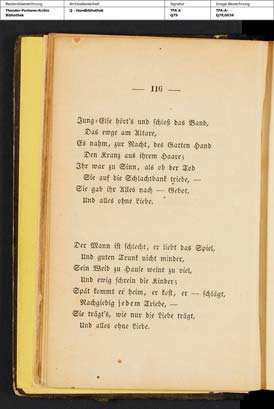 Bestandsbezeichnung
Archivalieneinheit
Signatur
Image Bezeichnung
Theodor-Fontane-Archiv
Bibliothek
Q - Handbibliothek
TFA A
Q79
TFA-A-
Q79,0034
— 116 —
Jung-Else hört's und schloß das Band,
Das ewge am Altare,
Es nahm, zur Nacht, des Gatten Hand
Den Kranz aus ihrem Haare;
Ihr war zu Sinn, als ob der Tod
Sie auf die Schlachtbank triebe, —
Sie gab ihr Alles nach — Gebot,
Und alles ohne Liebe.
Der Mann ist schlecht, er liebt das Spiel,
Und guten Trunk nicht minder,
Sein Weib zu Hause weint zu viel,
Und ewig schrein die Kinder;
Spät kommt er heim, er kost, er — schlägt,
Nachgiebig jedem Triebe, —
Sie trägt's, wie nur die Liebe trägt,
Und alles ohne Liebe.